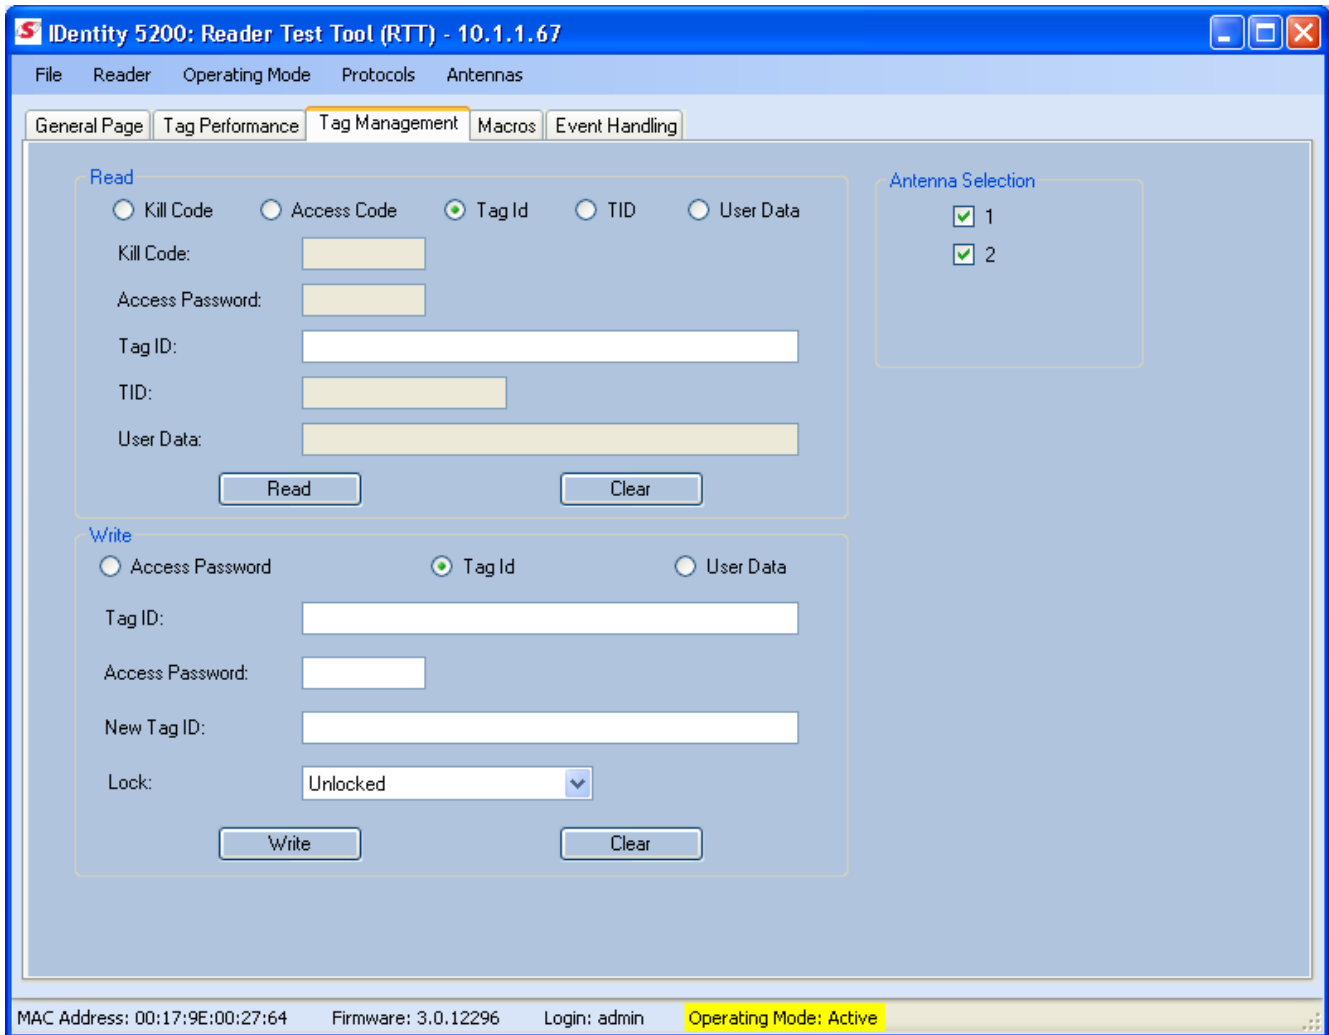 IDentity 5200: Reader Test Tool (RTT) - 10.1.1.67
File Reader Operating Mode Protocols Antennas
General Page Tag Performance Tag Management Macros Event Handling
Read
Kill Code Access Code Tag Id TID User Data
Kill Code:
Access Password:
Tag ID:
TID:
User Data:
Read Clear
Antenna Selection
1
2
Write
Access Password Tag Id User Data
Tag ID:
Access Password:
New Tag ID:
Lock: Unlocked
Write Clear
MAC Address: 00:17:9E:00:27:64 Firmware: 3.0.12296 Login: admin Operating Mode: Active